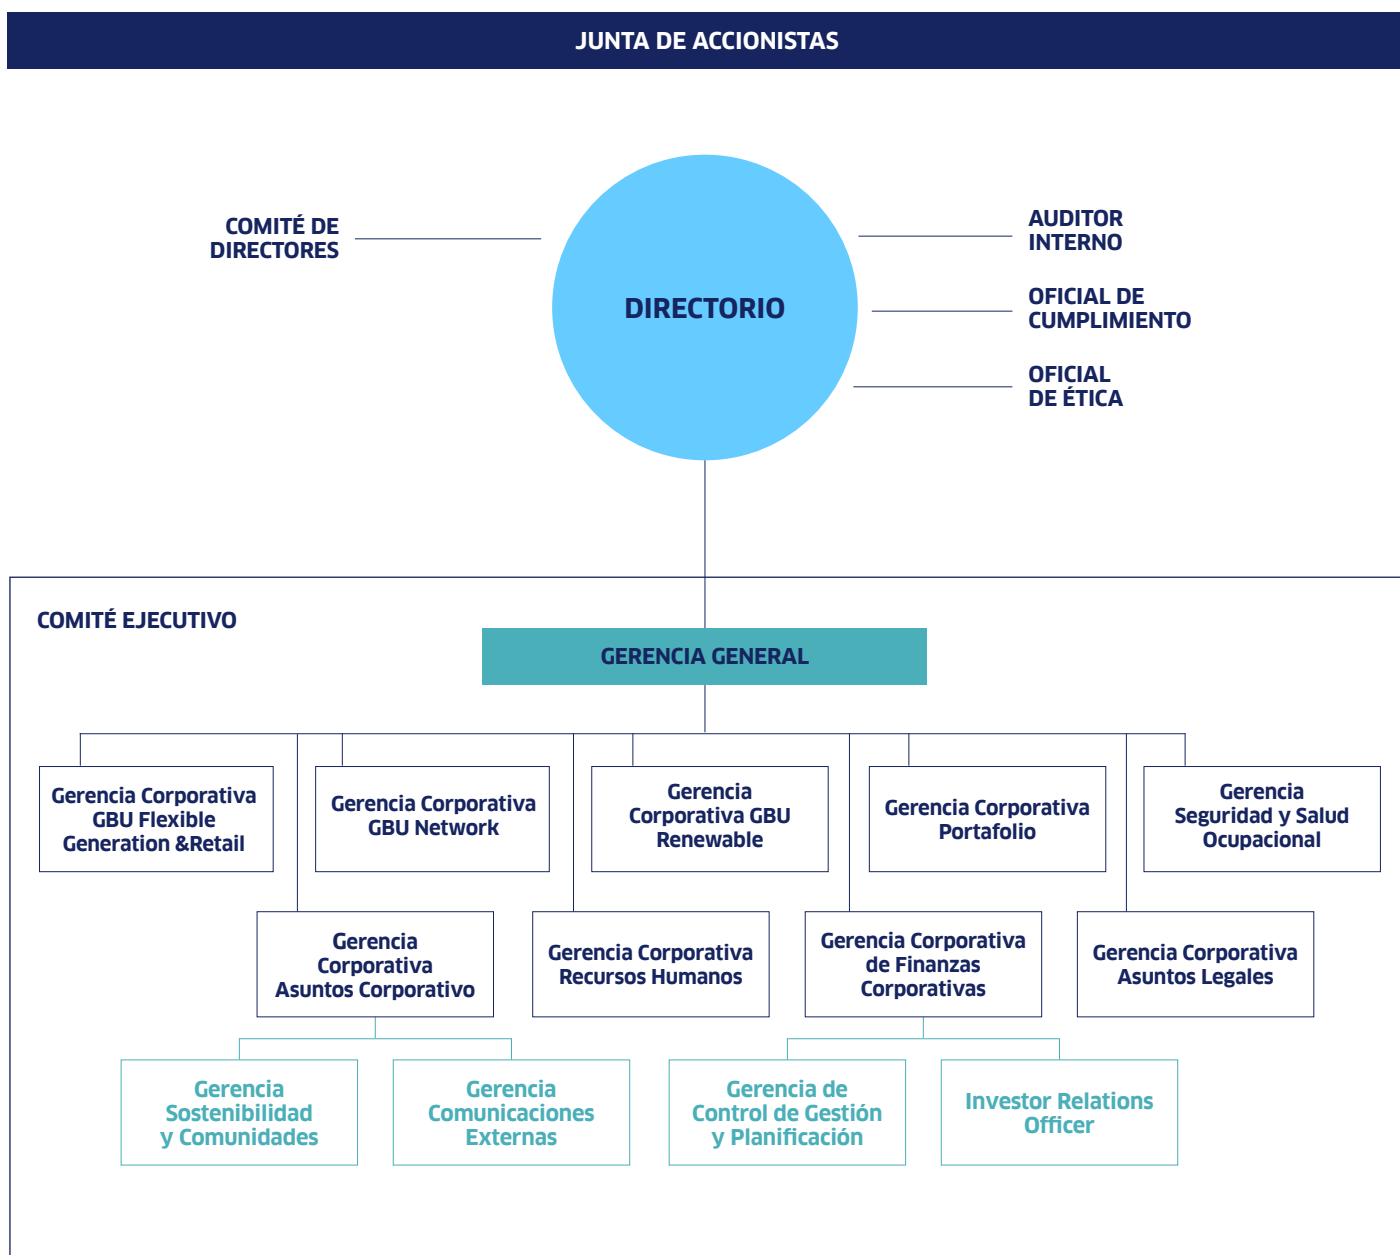 JUNTA DE ACCIONISTAS
COMITÉ DE
DIRECTORES
DIRECTORIO
AUDITOR
INTERNO
OFICIAL DE
CUMPLIMIENTO
OFICIAL
DE ÉTICA
COMITÉ EJECUTIVO
GERENCIA GENERAL
Gerencia Corporativa
GBU Flexible
Generation &Retail
Gerencia Corporativa
GBU Network
Gerencia
Corporativa GBU
Renewable
Gerencia Corporativa
Portafolio
Gerencia
Seguridad y Salud
Ocupacional
Gerencia
Corporativa
Asuntos Corporativo
Gerencia Corporativa
Recursos Humanos
Gerencia Corporativa
de Finanzas
Corporativas
Gerencia Corporativa
Asuntos Legales
Gerencia
Sostenibilidad
y Comunidades
Gerencia
Comunicaciones
Externas
Gerencia de
Control de Gestión
y Planificación
Investor Relations
Officer